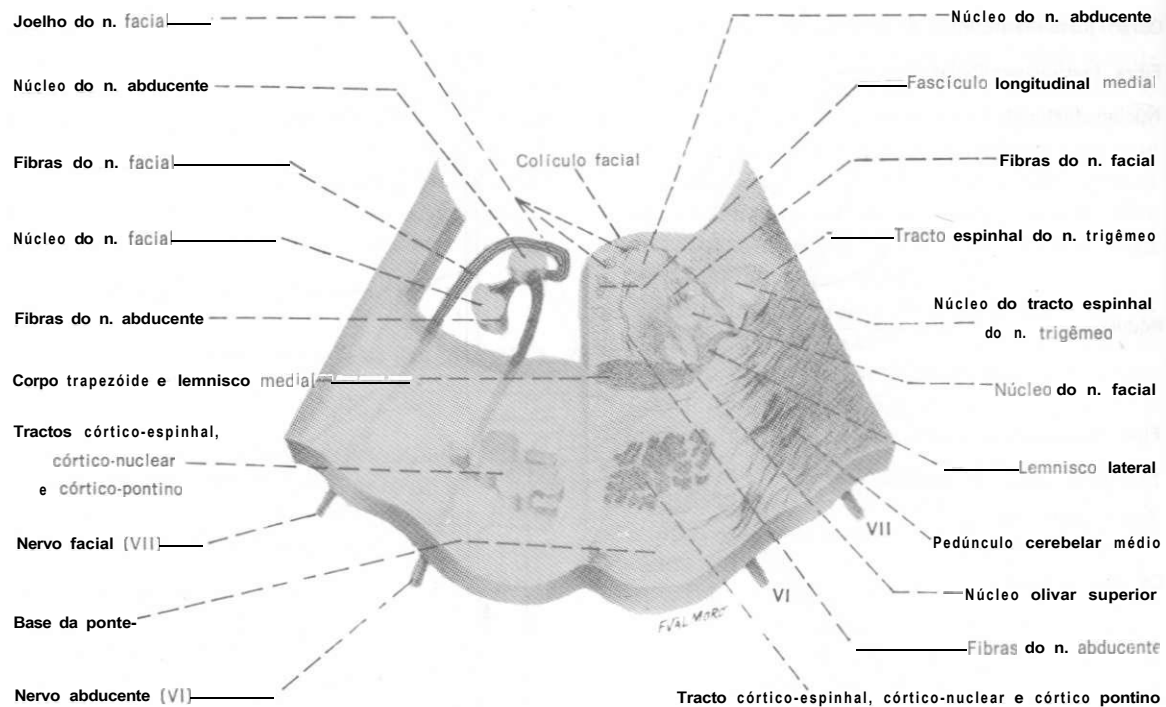 Joelho do n. facial
Núcleo do n. abducente
Fibras do n. facial
Núcleo do n. facial
Fibras do n. abducente
Corpo trapezóide e lemnisco medial
Tractos córtico-espinhal,
córtico-nuclear
e córtico-pontino
Nervo facial (VII)
Base da ponte-
Nervo abducente (VI)
Colículo facial
Núcleo do n. abducente
Fascículo longitudinal medial
Fibras do n. facial
Tracto espinhal do n. trigêmeo
Núcleo do tracto espinhal
do n. trigêmeo
Núcleo do n. facial
Lemnisco lateral
VII
Pedúnculo cerebelar médio
VI
Núcleo olivar superior
Fibras do n. abducente
Tracto córtico-espinhal, córtico-nuclear e córtico pontino